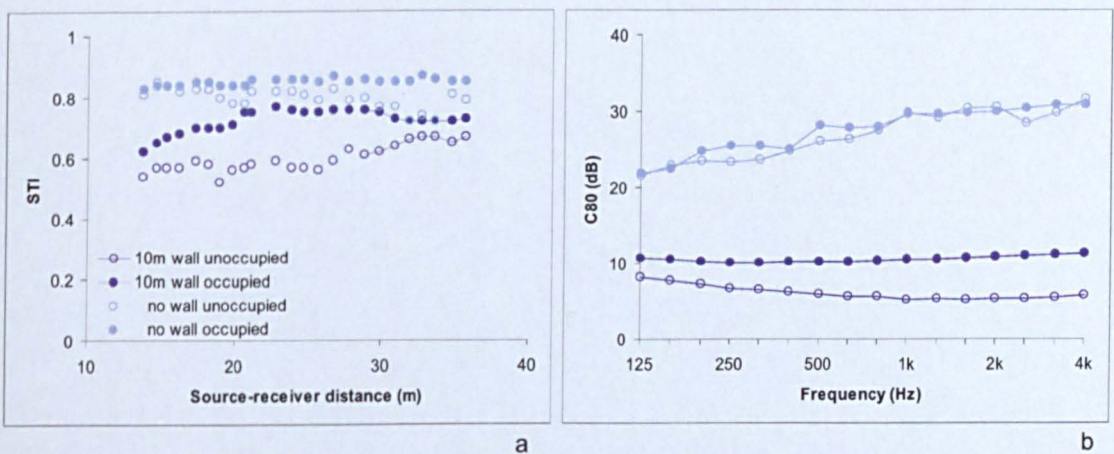 1
0.8
0.6
0.4
0.2
0
STI
10m wall unoccupied
10m wall occupied
no wall unoccupied
no wall occupied
10 20 30 40
Source-receiver distance (m)
a
40
30
20
10
0
C80 (dB)
125 250 500 1k 2k 4k
Frequency (Hz)
b